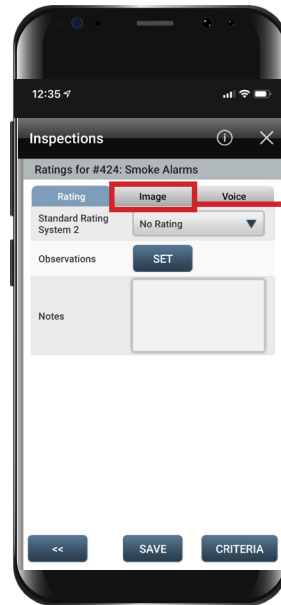 12:35
Inspections
Ratings for #424: Smoke Alarms
Rating Image Voice
Standard Rating System 2 No Rating
Observations SET
Notes
<< SAVE CRITERIA